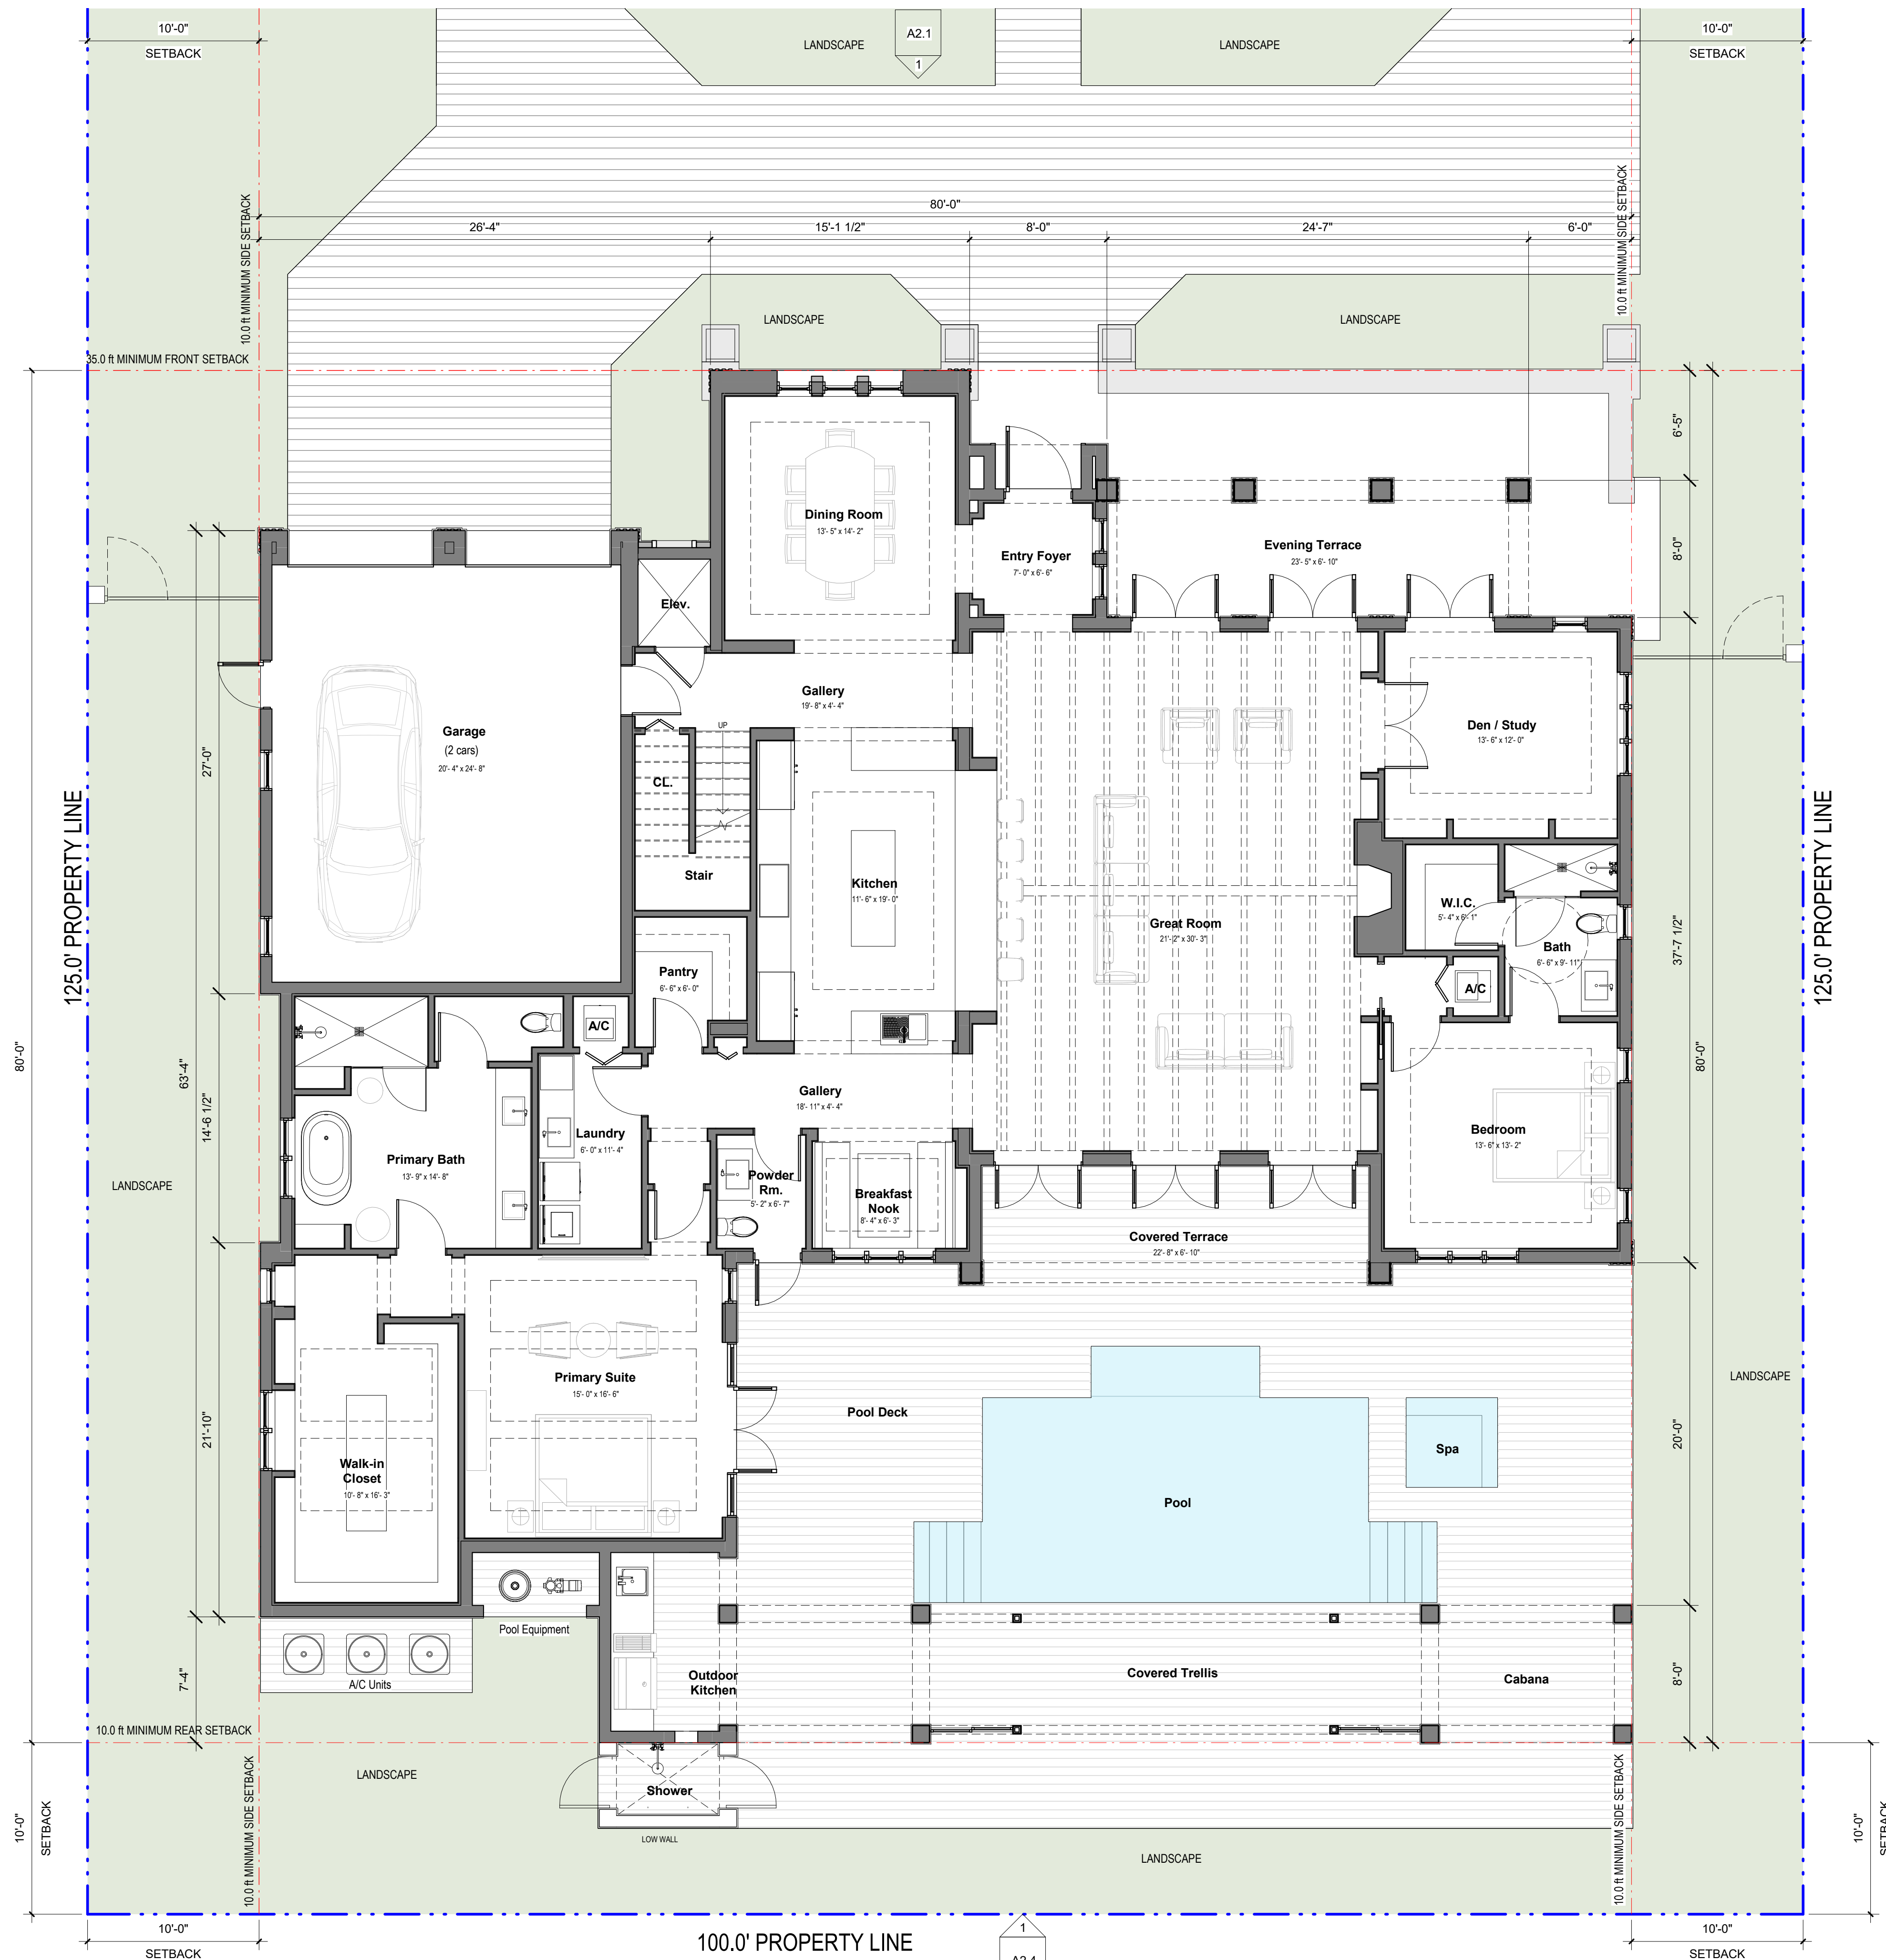 10'-0"
SETBACK
LANDSCAPE
A2.1
1
LANDSCAPE
10'-0"
SETBACK
10.0 ft MINIMUM SIDE SETBACK
10.0 ft MINIMUM SIDE SETBACK
80'-0"
26'-4"
15'-1 1/2"
8'-0"
24'-7"
6'-0"
LANDSCAPE
LANDSCAPE
35.0 ft MINIMUM FRONT SETBACK
6'-5"
Dining Room
13'- 5" x 14'- 2"
Entry Foyer
7'- 0" x 6'- 6"
Evening Terrace
23'- 5" x 6'- 10"
8'-0"
Elev.
Gallery
19'- 8" x 4'- 4"
UP
Garage
(2 cars)
20'- 4" x 24'- 8"
27'-0"
CL.
Stair
Den / Study
13'- 6" x 12'- 0"
125.0' PROPERTY LINE
125.0' PROPERTY LINE
Kitchen
11'- 6" x 19'- 0"
Great Room
21'- 2" x 30'- 3"
W.I.C.
5'- 4" x 6'- 1"
Bath
6'- 6" x 9'- 11"
37'-7 1/2"
Pantry
6'- 6" x 6'- 0"
A/C
A/C
80'-0"
63'-4"
80'-0"
14'-6 1/2"
Gallery
18'- 11" x 4'- 4"
Laundry
6'- 0" x 11'- 4"
Bedroom
13'- 6" x 13'- 2"
Primary Bath
13'- 9" x 14'- 8"
LANDSCAPE
Powder
Rm.
5'- 2" x 6'- 7"
Breakfast
Nook
8'- 4" x 6'- 3"
Covered Terrace
22'- 8" x 6'- 10"
Primary Suite
15'- 0" x 16'- 6"
LANDSCAPE
Pool Deck
21'-10"
20'-0"
Spa
Walk-in
Closet
10'- 8" x 16'- 3"
Pool
Pool Equipment
7'-4"
A/C Units
Outdoor
Kitchen
Covered Trellis
Cabana
8'-0"
10.0 ft MINIMUM REAR SETBACK
LANDSCAPE
Shower
10'-0"
SETBACK
10.0 ft MINIMUM SIDE SETBACK
LOW WALL
LANDSCAPE
10.0 ft MINIMUM SIDE SETBACK
10'-0"
SETBACK
10'-0"
SETBACK
100.0' PROPERTY LINE
1
10'-0"
SETBACK